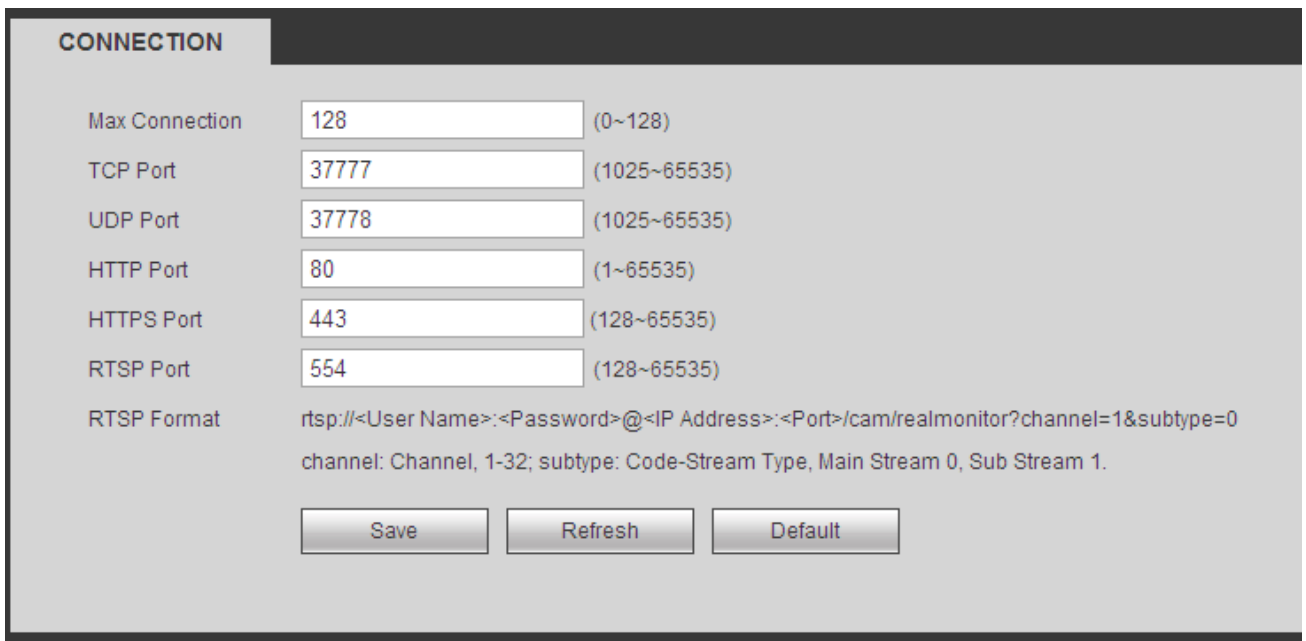 CONNECTION
Max Connection 128 (0~128)
TCP Port 37777 (1025~65535)
UDP Port 37778 (1025~65535)
HTTP Port 80 (1~65535)
HTTPS Port 443 (128~65535)
RTSP Port 554 (128~65535)
RTSP Format rtsp://<User Name>:<Password>@<IP Address>:<Port>/cam/realmonitor?channel=1&subtype=0
channel: Channel, 1-32; subtype: Code-Stream Type, Main Stream 0, Sub Stream 1.
Save Refresh Default